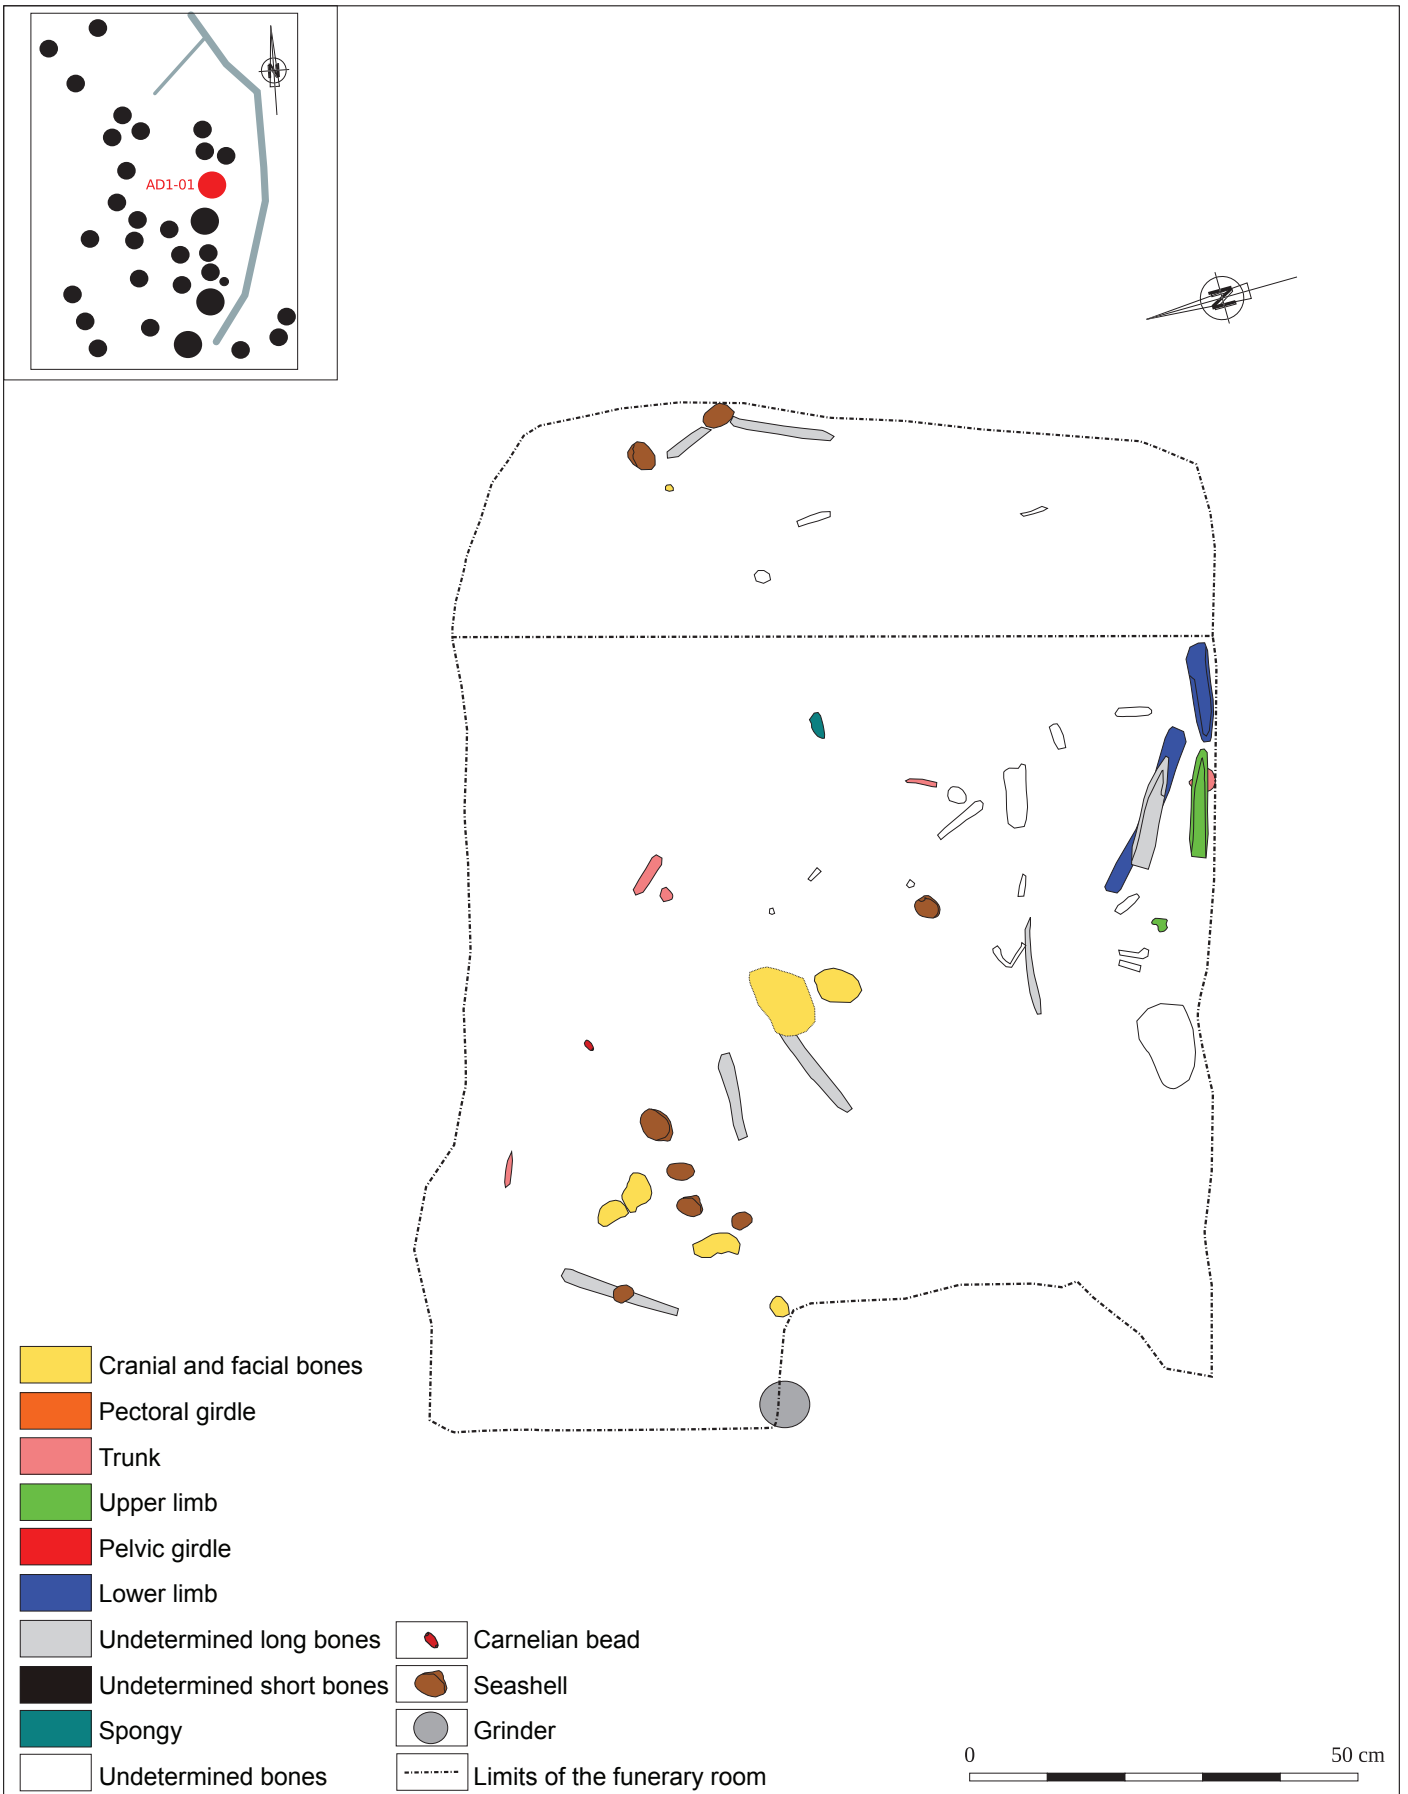 N
AD1-01
N
Cranial and facial bones
Pectoral girdle
Trunk
Upper limb
Pelvic girdle
Lower limb
Undetermined long bones
Undetermined short bones
Spongy
Undetermined bones
Carnelian bead
Seashell
Grinder
Limits of the funerary room
0 50 cm